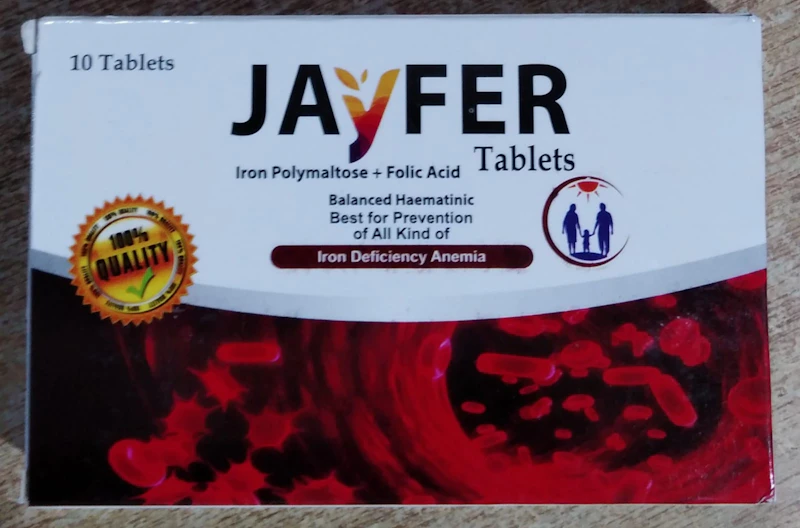 10 Tablets
JAyFER
Tablets
Iron Polymaltose + Folic Acid
Balanced Haematinic
Best for Prevention
of All Kind of
Iron Deficiency Anemia
100%
QUALITY